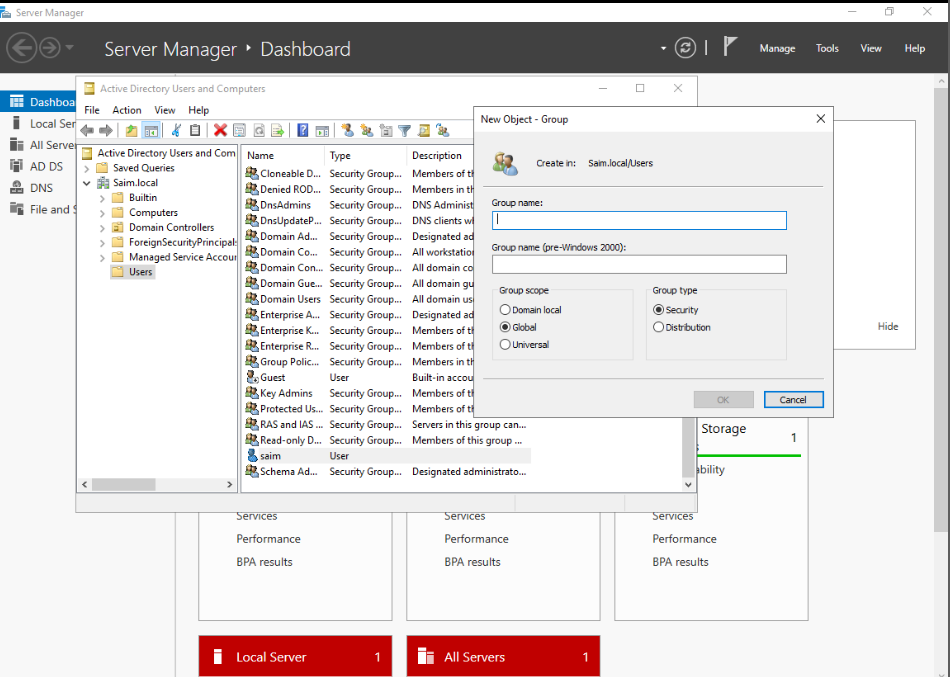 Server Manager
Server Manager · Dashboard
Manage Tools View Help
Dashboa
Local Ser
All Server
AD DS
DNS
File and S
Active Directory Users and Computers
File Action View Help
Active Directory Users and Com
Saved Queries
Saim.local
Builtin
Computers
Domain Controllers
ForeignSecurityPrincipals
Managed Service Accour
Users
Name Type Description
Cloneable D... Security Group... Members of th
Denied ROD... Security Group... Members in th
DnsAdmins Security Group... DNS Administ
DnsUpdateP... Security Group... DNS clients wh
Domain Ad... Security Group... Designated ad
Domain Co... Security Group... All workstation
Domain Con... Security Group... All domain co
Domain Gue... Security Group... All domain gu
Domain Users Security Group... All domain us
Enterprise A... Security Group... Designated ad
Enterprise K... Security Group... Members of th
Enterprise R... Security Group... Members of th
Group Polic... Security Group... Members in th
Guest User Built-in accou
Key Admins Security Group... Members of th
Protected Us... Security Group... Members of th
RAS and IAS ... Security Group... Servers in this group can...
Read-only D... Security Group... Members of this group ...
saim User
Schema Ad... Security Group... Designated administrato...
New Object - Group
Create in: Saim.local/Users
Group name:
Group name (pre-Windows 2000):
Group scope
Domain local
Global
Universal
Group type
Security
Distribution
OK Cancel
Hide
Storage 1
bility
Services
Performance
BPA results
Services
Performance
BPA results
Services
Performance
BPA results
Local Server 1
All Servers 1